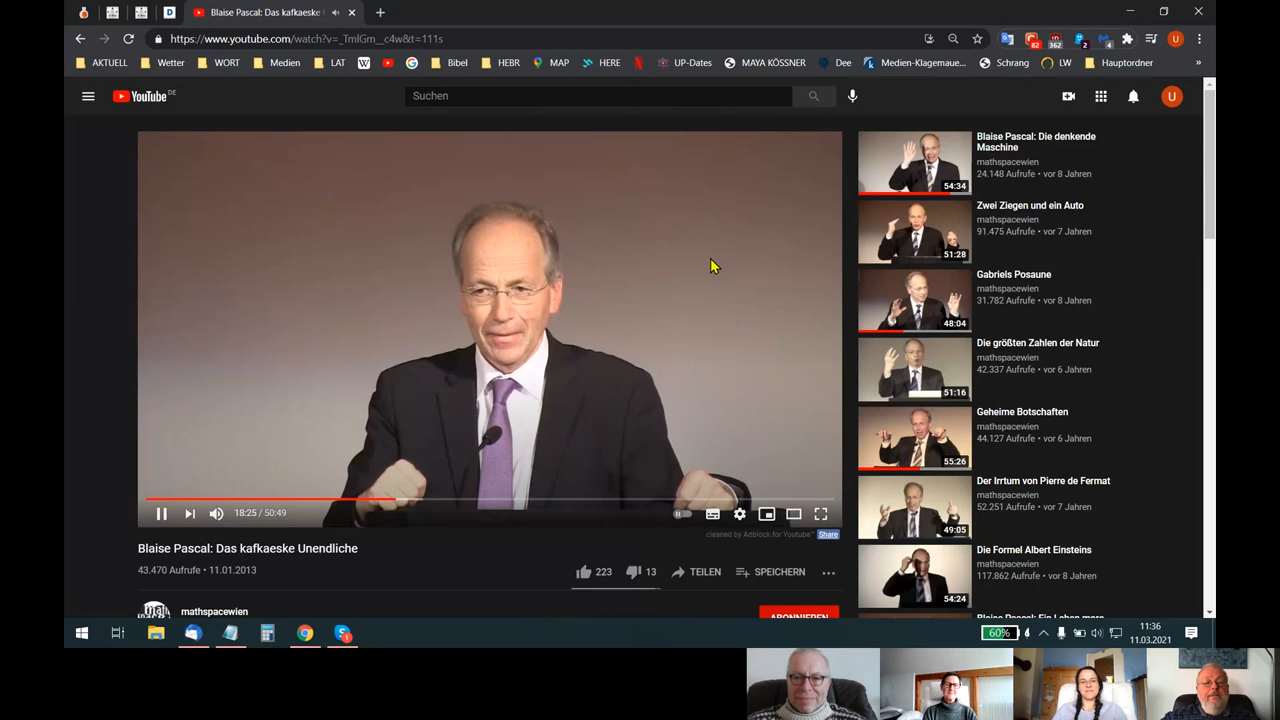 Blaise Pascal: Das kafkaeske
https://www.youtube.com/watch?v=_TmlGm__c4w&t=111s
82
362
2
4
U
AKTUELL
Wetter
WORT
Medien
LAT
Bibel
HEBR
MAP
HERE
UP-Dates
MAYA KÖSSNER
Dee
Medien-Klagemaue...
Schrang
LW
Hauptordner
YouTube DE
Suchen
U
Blaise Pascal: Die denkende
Maschine
mathspacewien
24.148 Aufrufe • vor 8 Jahren
54:34
Zwei Ziegen und ein Auto
mathspacewien
91.475 Aufrufe • vor 7 Jahren
51:28
Gabriels Posaune
mathspacewien
31.782 Aufrufe • vor 8 Jahren
48:04
Die größten Zahlen der Natur
mathspacewien
42.337 Aufrufe • vor 6 Jahren
51:16
Geheime Botschaften
mathspacewien
44.127 Aufrufe • vor 6 Jahren
55:26
Der Irrtum von Pierre de Fermat
mathspacewien
52.251 Aufrufe • vor 7 Jahren
49:05
Die Formel Albert Einsteins
mathspacewien
117.862 Aufrufe • vor 8 Jahren
54:24
18:25 / 50:49
cleaned by Adblock for Youtube™ Share
Blaise Pascal: Das kafkaeske Unendliche
43.470 Aufrufe • 11.01.2013
223
13
TEILEN
SPEICHERN
mathspacewien
ABONNIEREN
60%
11:36
11.03.2021